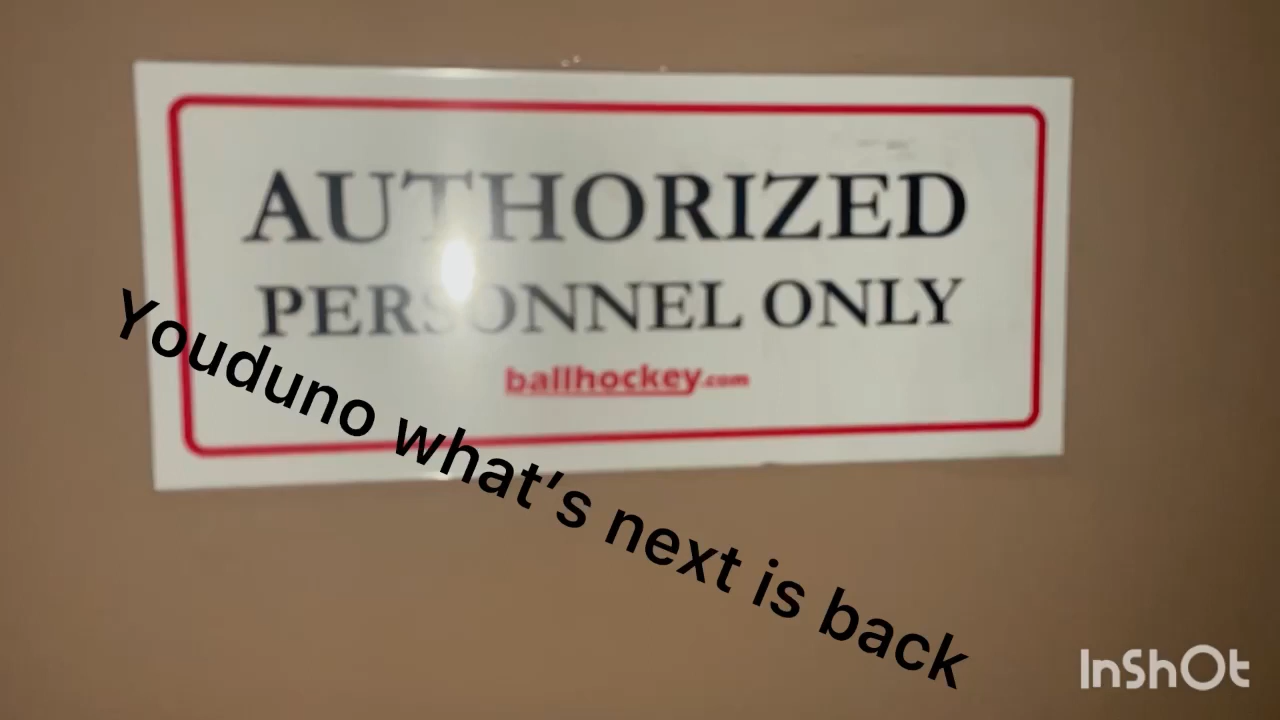 AUTHORIZED
PERSONNEL ONLY
ballhockey.com
Youduno what's next is back
InShOt